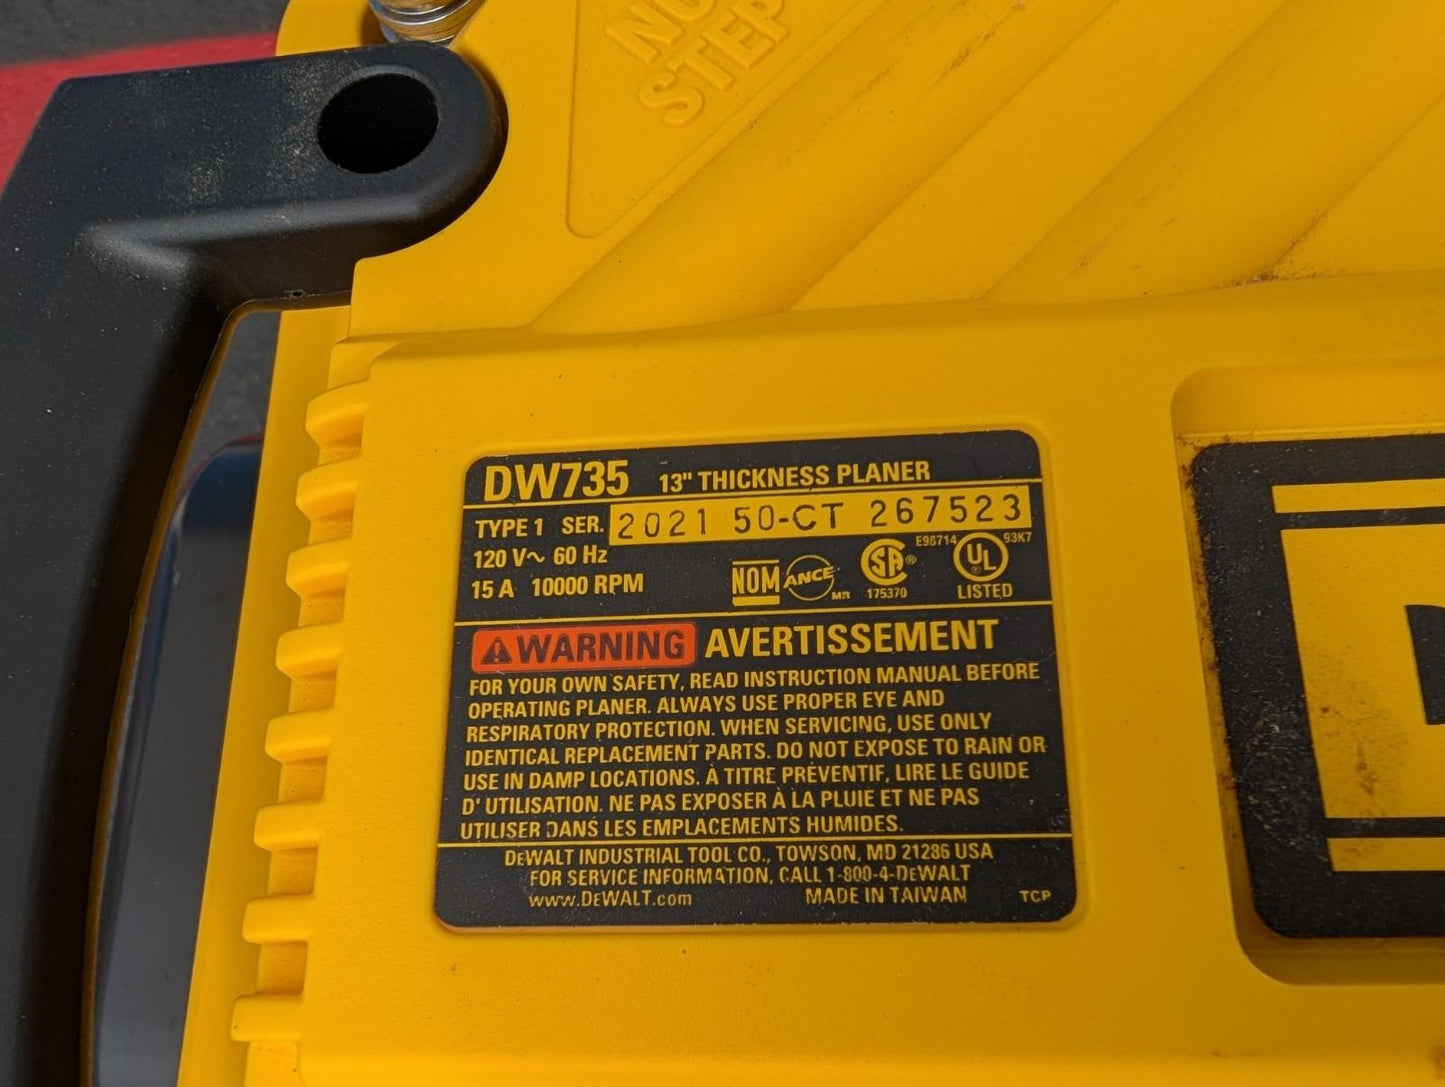 NO
STEP
DW735 13" THICKNESS PLANER
TYPE 1 SER. 2021 50-CT 267523
120 V~ 60 Hz
15 A 10000 RPM
NOM ANCE MR
SA ® 175370
E98714 UL 93K7
LISTED
WARNING AVERTISSEMENT
FOR YOUR OWN SAFETY, READ INSTRUCTION MANUAL BEFORE
OPERATING PLANER. ALWAYS USE PROPER EYE AND
RESPIRATORY PROTECTION. WHEN SERVICING, USE ONLY
IDENTICAL REPLACEMENT PARTS. DO NOT EXPOSE TO RAIN OR
USE IN DAMP LOCATIONS. À TITRE PRÉVENTIF, LIRE LE GUIDE
D' UTILISATION. NE PAS EXPOSER À LA PLUIE ET NE PAS
UTILISER DANS LES EMPLACEMENTS HUMIDES.
DEWALT INDUSTRIAL TOOL CO., TOWSON, MD 21286 USA
FOR SERVICE INFORMATION, CALL 1-800-4-DEWALT
www.DEWALT.com MADE IN TAIWAN TCP